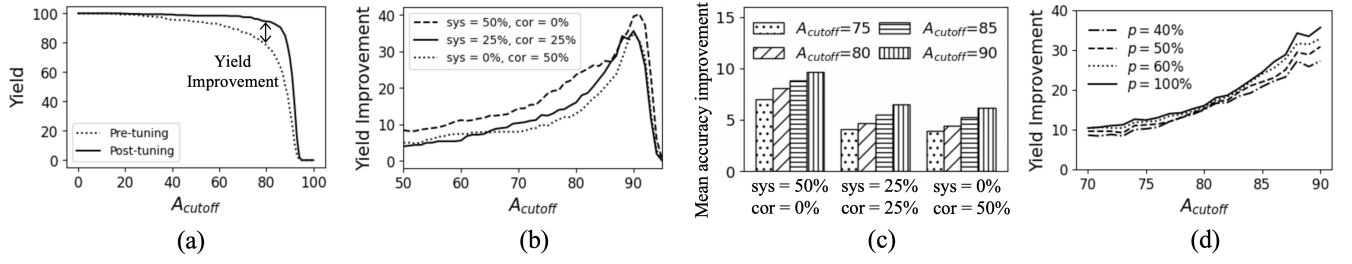 Yield
100
80
60
40
20
0
Yield
Improvement
Pre-tuning
Post-tuning
0 20 40 60 80 100
A_cutoff
(a)
Yield Improvement
40
30
20
10
0
sys = 50%, cor = 0%
sys = 25%, cor = 25%
sys = 0%, cor = 50%
50 60 70 80 90
A_cutoff
(b)
Mean accuracy improvement
15
10
5
0
A_cutoff=75
A_cutoff=80
A_cutoff=85
A_cutoff=90
sys = 50% sys = 25% sys = 0%
cor = 0% cor = 25% cor = 50%
(c)
Yield Improvement
40
30
20
10
0
p = 40%
p = 50%
p = 60%
p = 100%
70 75 80 85 90
A_cutoff
(d)